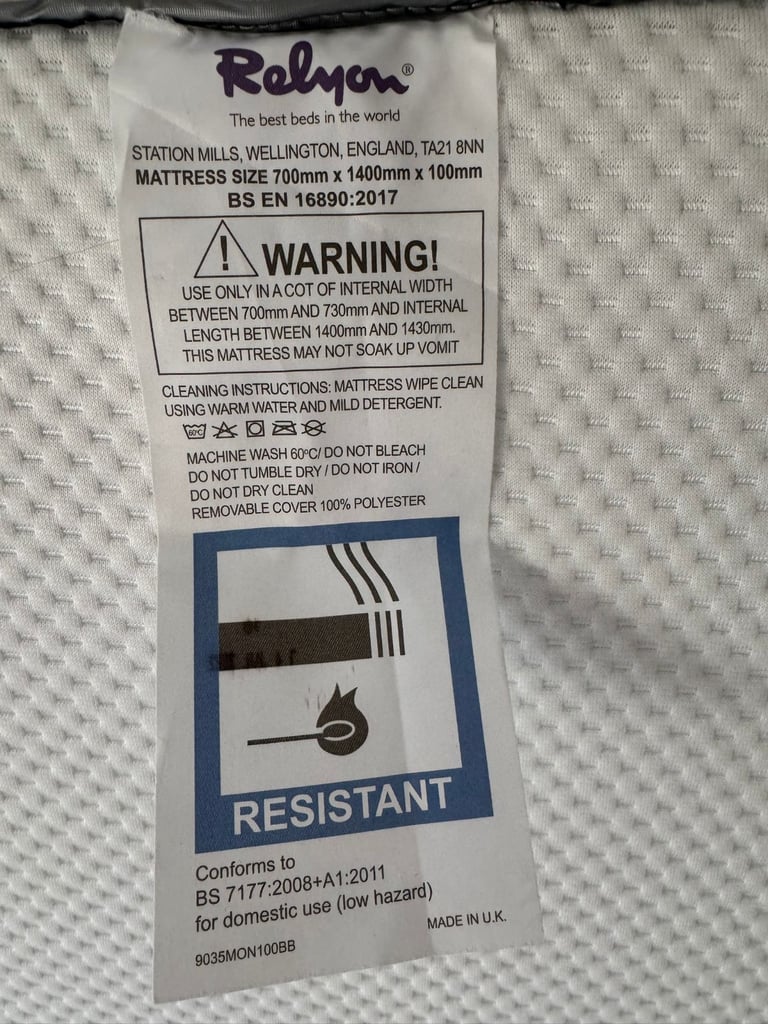 Relyon®
The best beds in the world
STATION MILLS, WELLINGTON, ENGLAND, TA21 8NN
MATTRESS SIZE 700mm x 1400mm x 100mm
BS EN 16890:2017
! WARNING!
USE ONLY IN A COT OF INTERNAL WIDTH
BETWEEN 700mm AND 730mm AND INTERNAL
LENGTH BETWEEN 1400mm AND 1430mm.
THIS MATTRESS MAY NOT SOAK UP VOMIT
CLEANING INSTRUCTIONS: MATTRESS WIPE CLEAN
USING WARM WATER AND MILD DETERGENT.
60°C
MACHINE WASH 60°C/ DO NOT BLEACH
DO NOT TUMBLE DRY / DO NOT IRON /
DO NOT DRY CLEAN
REMOVABLE COVER 100% POLYESTER
RESISTANT
Conforms to
BS 7177:2008+A1:2011
for domestic use (low hazard)
MADE IN U.K.
9035MON100BB